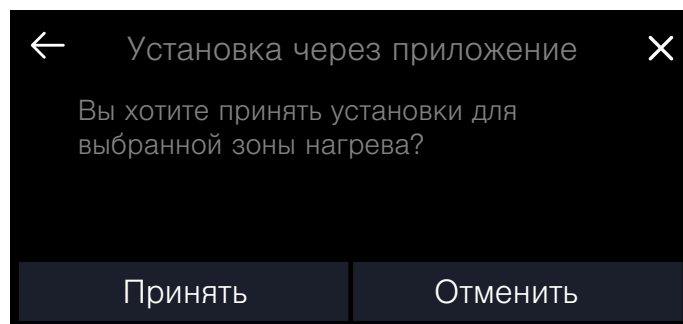 Установка через приложение
Вы хотите принять установки для
выбранной зоны нагрева?
Принять Отменить